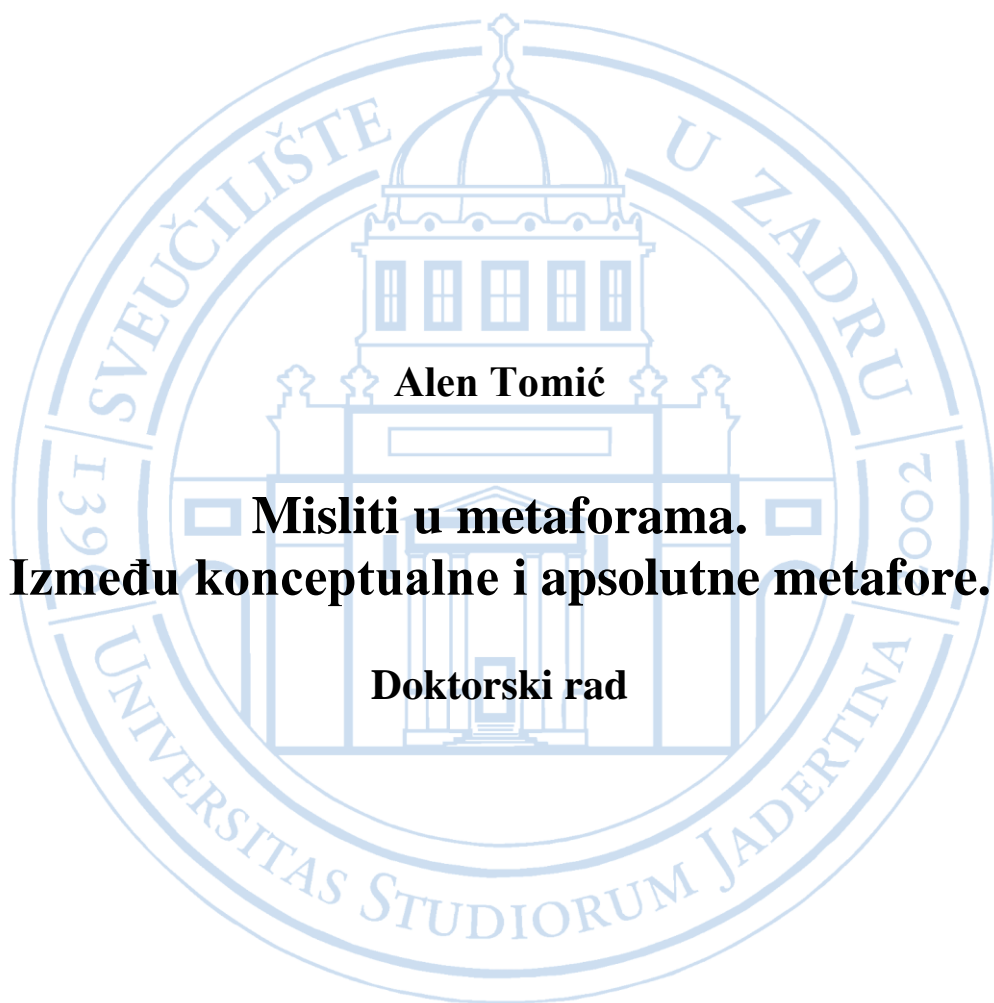 SVEUČILIŠTE U ZADRU
1396 2002
Alen Tomić
Misliti u metaforama.
Između konceptualne i apsolutne metafore.
Doktorski rad
UNIVERSITAS STUDIORUM JADERTINA